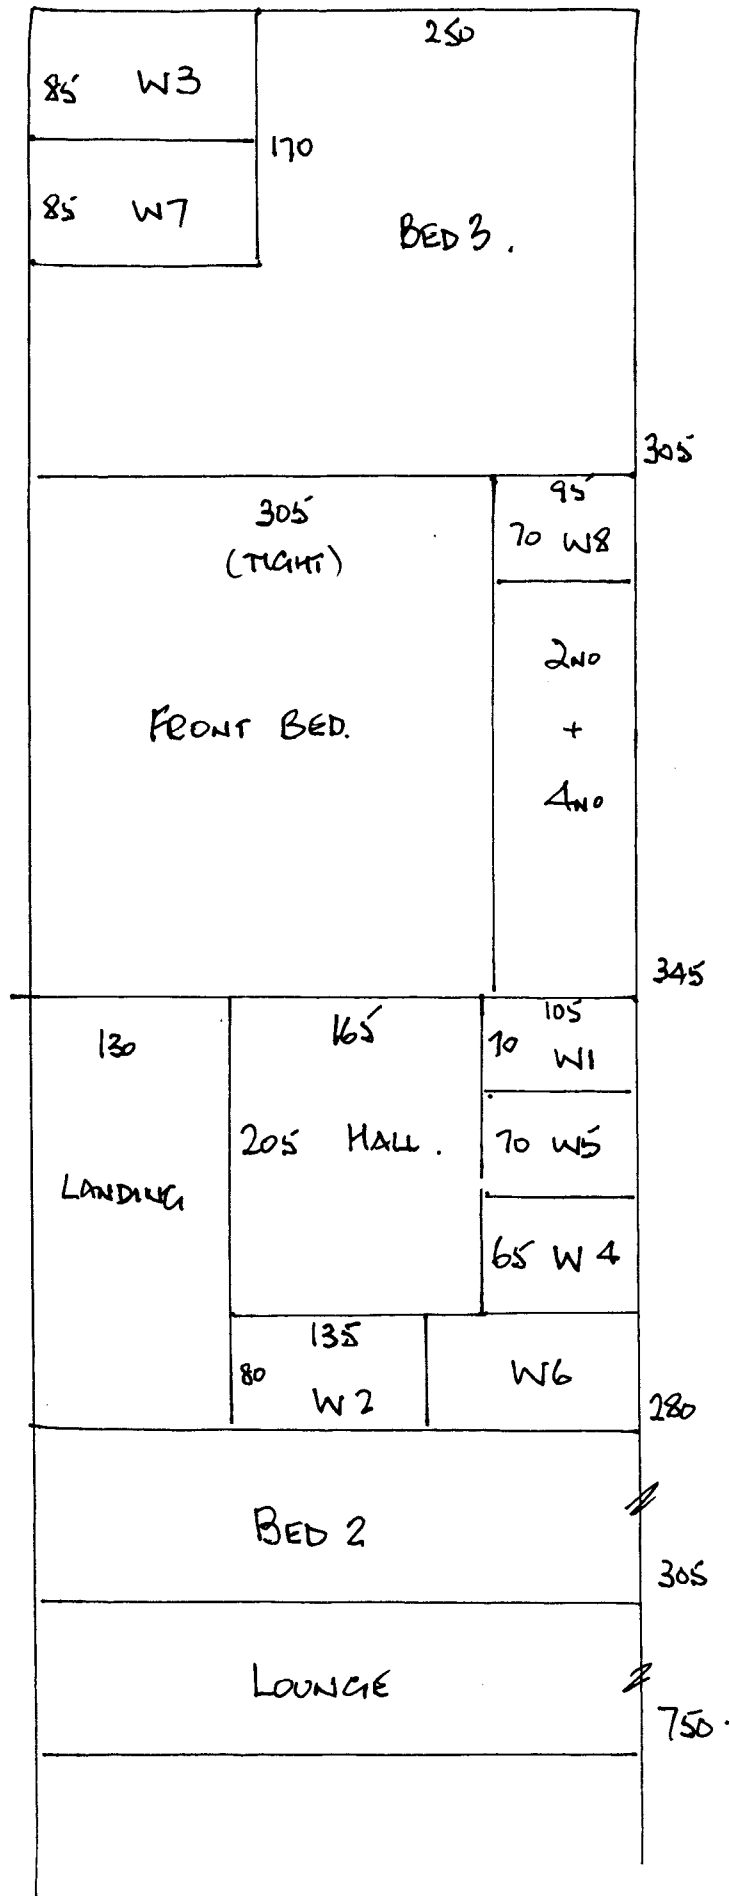 250
85 W3
170
85 W7
BED 3.
305
305
(TIGHT)
95
70 W8
2NO
+
4NO
FRONT BED.
345
130
165
105
70 W1
205 HALL.
70 W5
LANDING
65 W4
135
80
W2
W6
280
BED 2
305
LOUNGE
750.